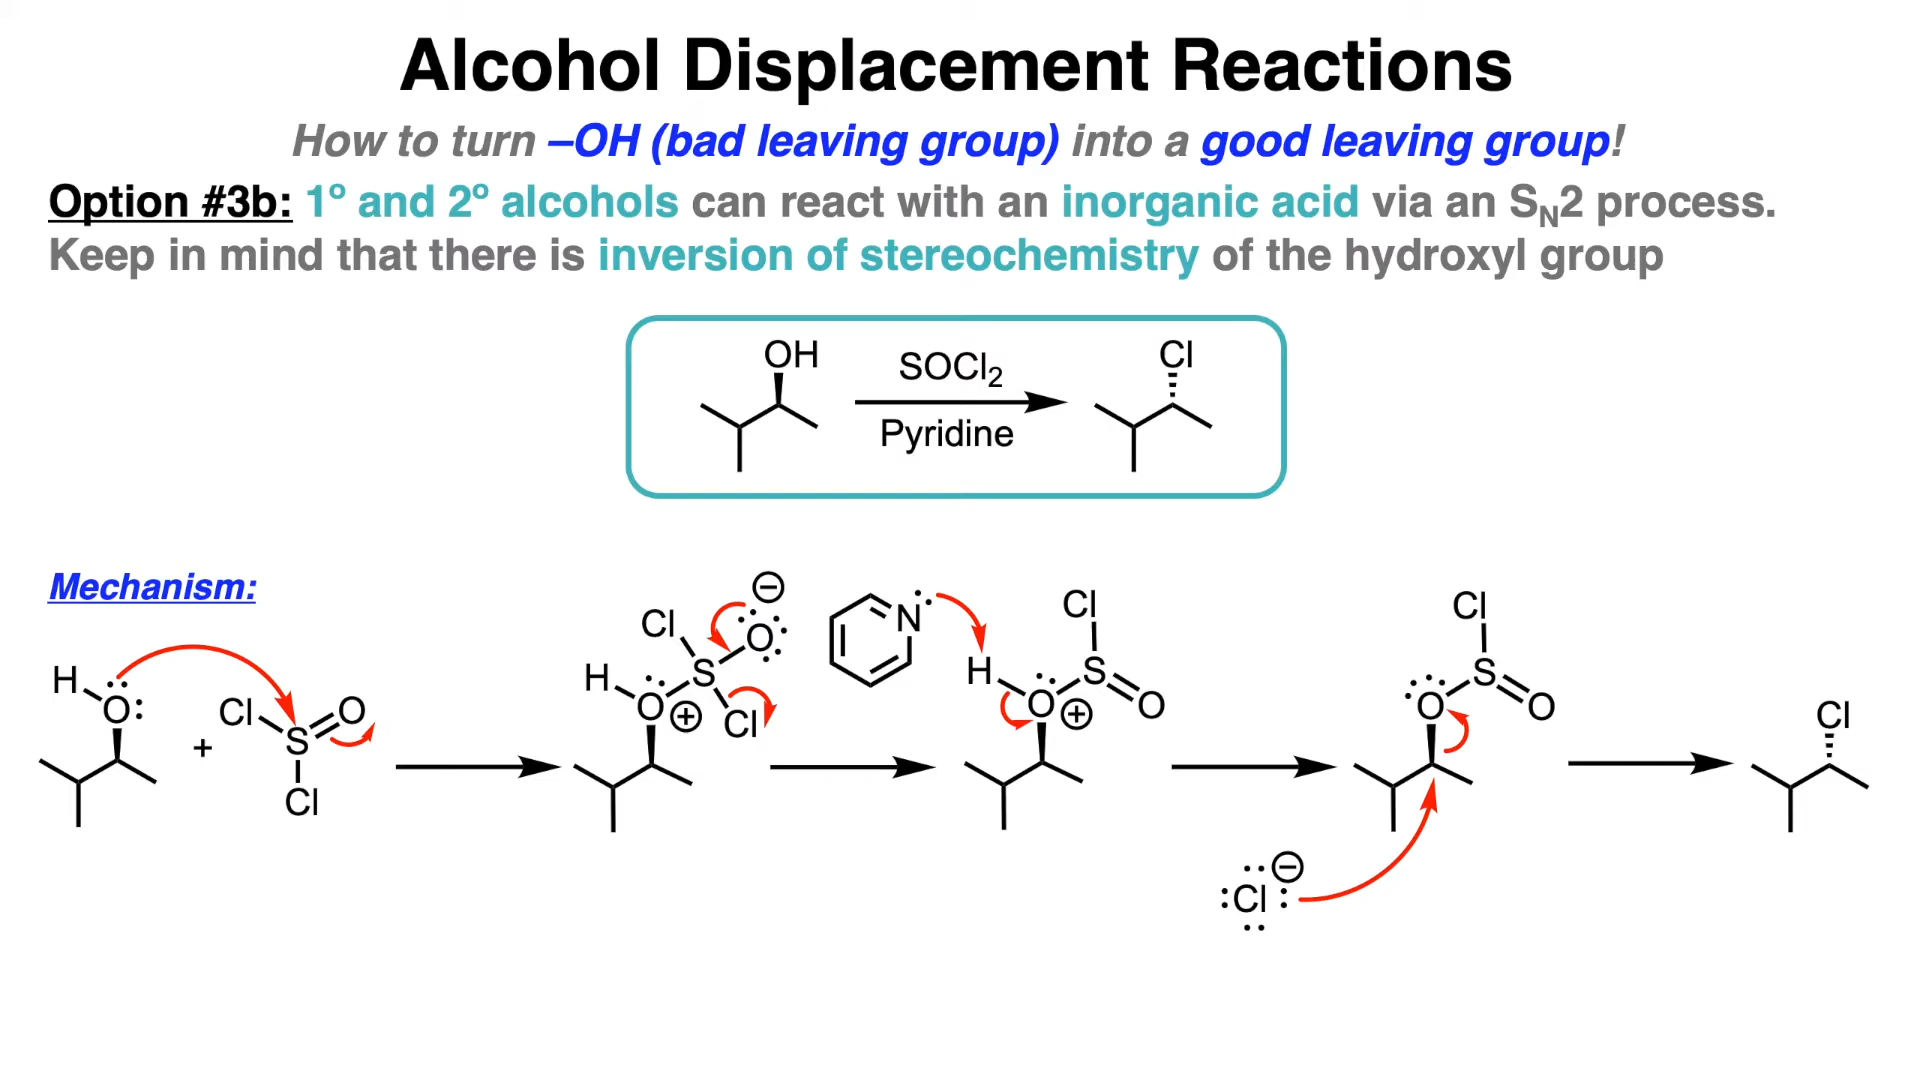 Alcohol Displacement Reactions
How to turn –OH (bad leaving group) into a good leaving group!
Option #3b: 1º and 2º alcohols can react with an inorganic acid via an SN2 process.
Keep in mind that there is inversion of stereochemistry of the hydroxyl group
OH
SOCl2
Pyridine
Cl
Mechanism:
H
O
+
Cl
S
O
Cl
H
O
⊕
Cl
S
O
⊖
Cl
N
H
O
⊕
Cl
S
O
O
Cl
S
O
Cl
⊖
Cl